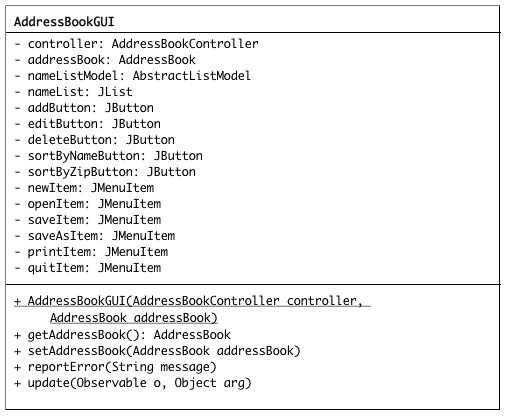 AddressBookGUI
- controller: AddressBookController
- addressBook: AddressBook
- nameListModel: AbstractListModel
- nameList: JList
- addButton: JButton
- editButton: JButton
- deleteButton: JButton
- sortByNameButton: JButton
- sortByZipButton: JButton
- newItem: JMenuItem
- openItem: JMenuItem
- saveItem: JMenuItem
- saveAsItem: JMenuItem
- printItem: JMenuItem
- quitItem: JMenuItem
+ AddressBookGUI(AddressBookController controller,
AddressBook addressBook)
+ getAddressBook(): AddressBook
+ setAddressBook(AddressBook addressBook)
+ reportError(String message)
+ update(Observable o, Object arg)